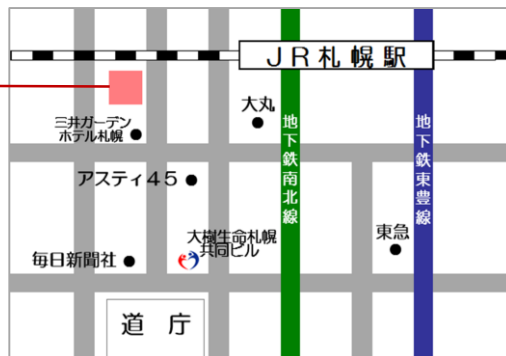 JR札幌駅
三井ガーデン
ホテル札幌
大丸
地下鉄南北線
地下鉄東豊線
アスティ45
大樹生命札幌
共同ビル
東急
毎日新聞社
道庁